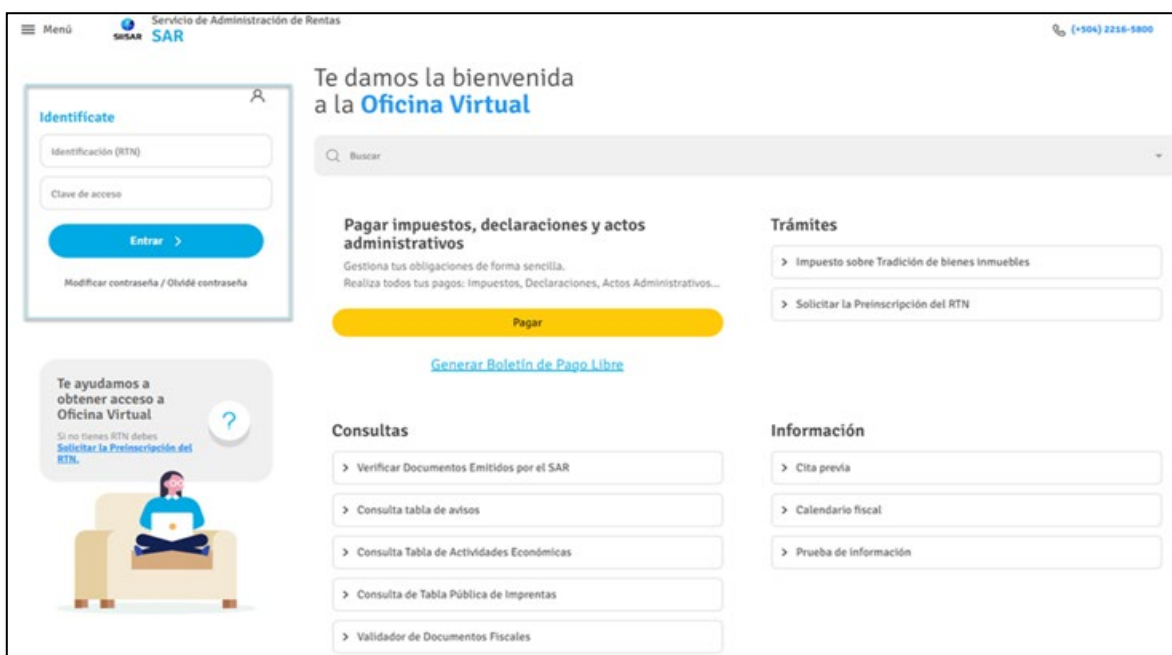 Menú
SIISAR
Servicio de Administración de Rentas
SAR
(+504) 2216-5800
Identifícate
Identificación (RTN)
Clave de acceso
Entrar
Modificar contraseña / Olvidé contraseña
Te ayudamos a
obtener acceso a
Oficina Virtual
?
Si no tienes RTN debes
Solicitar la Preinscripción del
RTN.
Te damos la bienvenida
a la Oficina Virtual
Buscar
Pagar impuestos, declaraciones y actos
administrativos
Gestiona tus obligaciones de forma sencilla.
Realiza todos tus pagos: Impuestos, Declaraciones, Actos Administrativos...
Pagar
Generar Boletín de Pago Libre
Trámites
Impuesto sobre Tradición de bienes inmuebles
Solicitar la Preinscripción del RTN
Consultas
Verificar Documentos Emitidos por el SAR
Consulta tabla de avisos
Consulta Tabla de Actividades Económicas
Consulta de Tabla Pública de Imprentas
Validador de Documentos Fiscales
Información
Cita previa
Calendario fiscal
Prueba de información